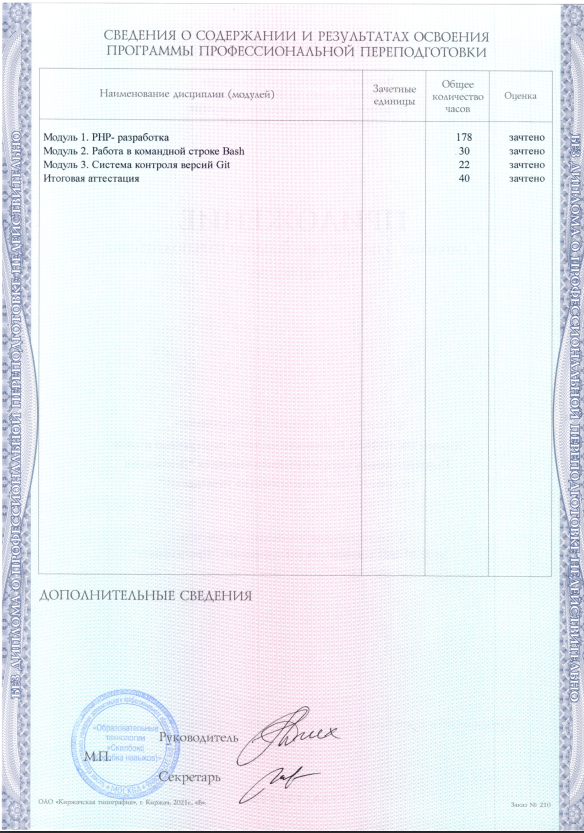 СВЕДЕНИЯ О СОДЕРЖАНИИ И РЕЗУЛЬТАТАХ ОСВОЕНИЯ
ПРОГРАММЫ ПРОФЕССИОНАЛЬНОЙ ПЕРЕПОДГОТОВКИ
Наименование дисциплин (модулей)
Зачетные
единицы
Общее
количество
часов
Оценка
Модуль 1. PHP- разработка 178 зачтено
Модуль 2. Работа в командной строке Bash 30 зачтено
Модуль 3. Система контроля версий Git 22 зачтено
Итоговая аттестация 40 зачтено
БЕЗ ДИПЛОМА О ПРОФЕССИОНАЛЬНОЙ ПЕРЕПОДГОТОВКЕ НЕДЕЙСТВИТЕЛЬНО
БЕЗ ДИПЛОМА О ПРОФЕССИОНАЛЬНОЙ ПЕРЕПОДГОТОВКЕ НЕДЕЙСТВИТЕЛЬНО
ДОПОЛНИТЕЛЬНЫЕ СВЕДЕНИЯ
«Образовательные
технологии
«Скилбокс
навыков)»
МОСКВА
М.П.
Руководитель
Секретарь
ОАО «Киржачская типография», г. Киржач, 2021г., «В».
Заказ № 210